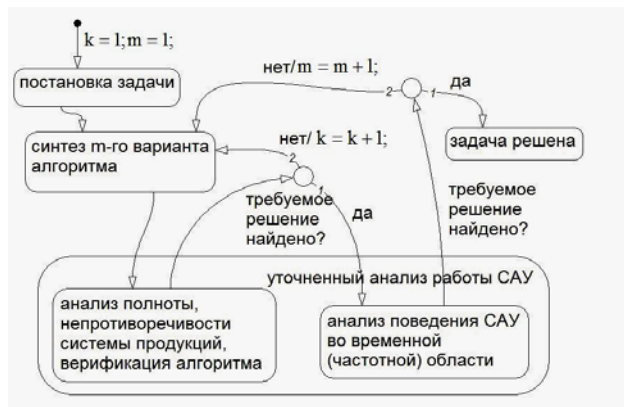 k = l; m = l;
постановка задачи
нет/ m = m + l;
2
1
да
синтез m-го варианта
алгоритма
нет/ k = k + l;
2
1
задача решена
требуемое
решение
найдено?
да
требуемое
решение
найдено?
уточненный анализ работы САУ
анализ полноты,
непротиворечивости
системы продукций,
верификация алгоритма
анализ поведения САУ
во временной
(частотной) области